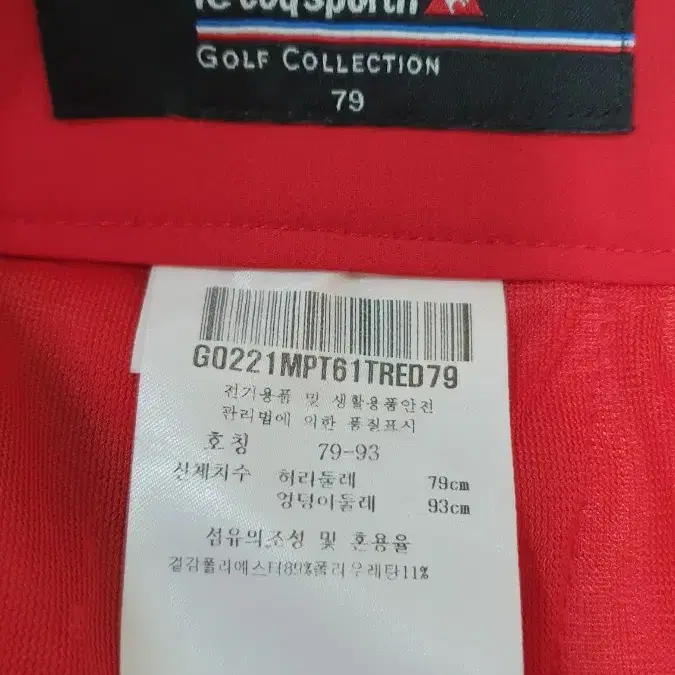 le coq sportif
GOLF COLLECTION
79
G0221MPT61TRED79
전기용품 및 생활용품안전
관리법에 의한 품질표시
호칭 79-93
신체치수 허리둘레 79cm
엉덩이둘레 93cm
섬유의조성 및 혼용율
겉감폴리에스터89%폴리우레탄11%